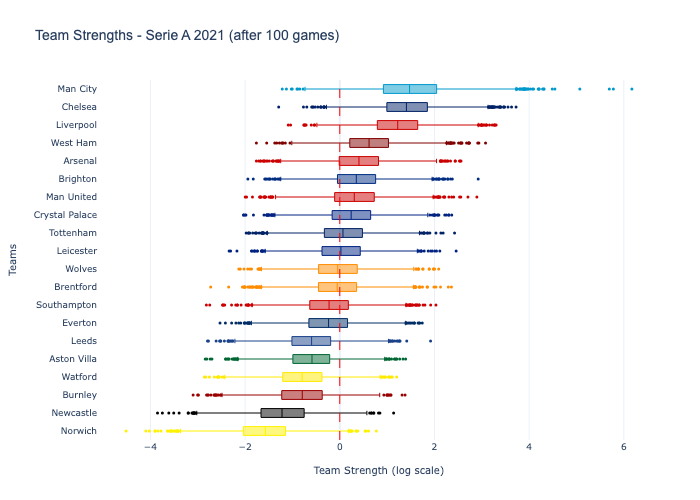 Team Strengths - Serie A 2021 (after 100 games)
Man City
Chelsea
Liverpool
West Ham
Arsenal
Brighton
Man United
Crystal Palace
Tottenham
Leicester
Wolves
Brentford
Southampton
Everton
Leeds
Aston Villa
Watford
Burnley
Newcastle
Norwich
Teams
−4
−2
0
2
4
6
Team Strength (log scale)